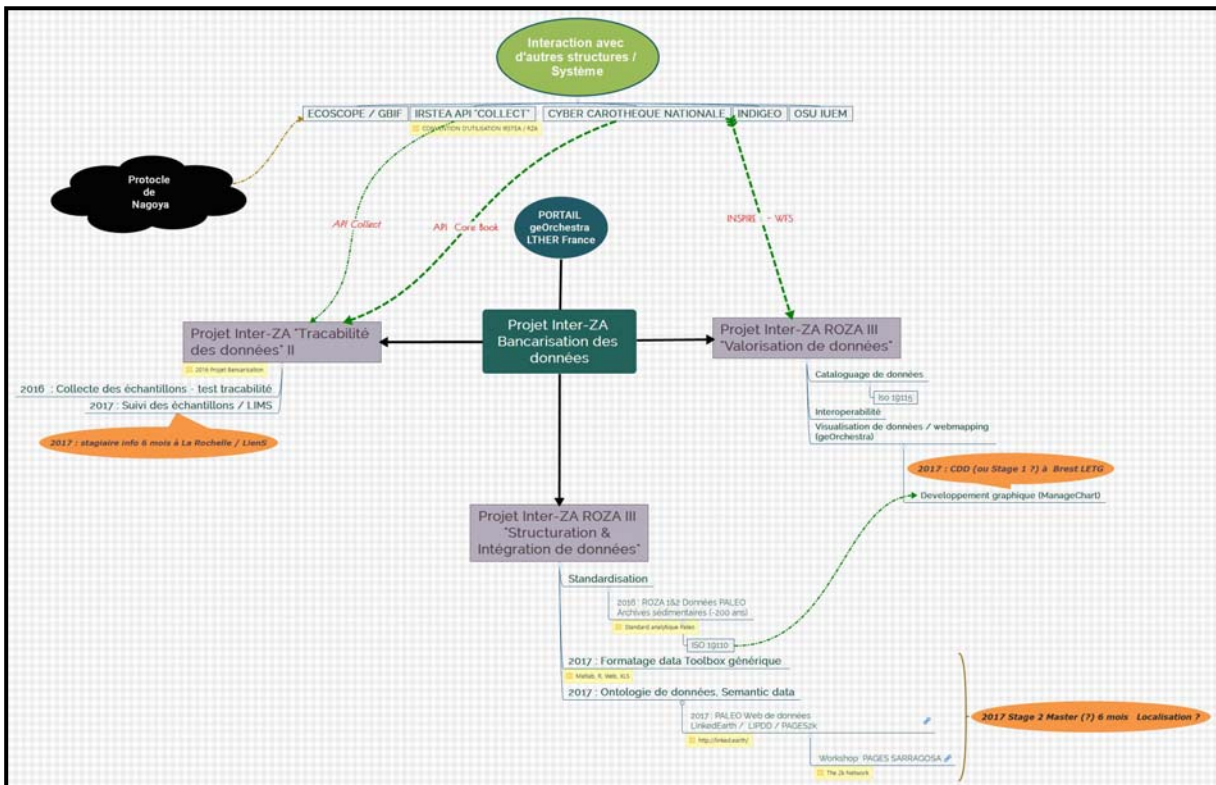 Interaction avec
d'autres structures /
Système
ECOSCOPE / GBIF
IRSTEA API "COLLECT"
CYBER CAROTHEQUE NATIONALE
INDIGEO
OSU IUEM
CONVENTION D'UTILISATION IRSTEA / RZA
Protocle
de
Nagoya
API Collect
API Core Book
INSPIRE - WFS
PORTAIL
geOrchestra
LTHER France
Projet Inter-ZA "Tracabilité
des données" II
2016 Projet Bancarisation
2016 : Collecte des échantillons - test tracabilité
2017 : Suivi des échantillons / LIMS
2017 : stagiaire info 6 mois à La Rochelle / LienS
Projet Inter-ZA
Bancarisation des
données
Projet Inter-ZA ROZA III
"Valorisation de données"
Cataloguage de données
Iso 19115
Interoperabilité
Visualisation de données / webmapping
(geOrchestra)
2017 : CDD (ou Stage 1 ?) à Brest LETG
Developpement graphique (ManageChart)
Projet Inter-ZA ROZA III
"Structuration &
Intégration de données"
Standardisation
2016 : ROZA 1&2 Données PALEO
Archives sédimentaires (-200 ans)
Standard analytique Paleo
ISO 19110
2017 : Formatage data Toolbox générique
Matlab, R, Web, XLS
2017 : Ontologie de données, Semantic data
2017 : PALEO Web de données
LinkedEarth / LIPDD / PAGES2k
http://linked.earth/
Workshop PAGES SARRAGOSA
The 2k Network
2017 Stage 2 Master (?) 6 mois Localisation ?